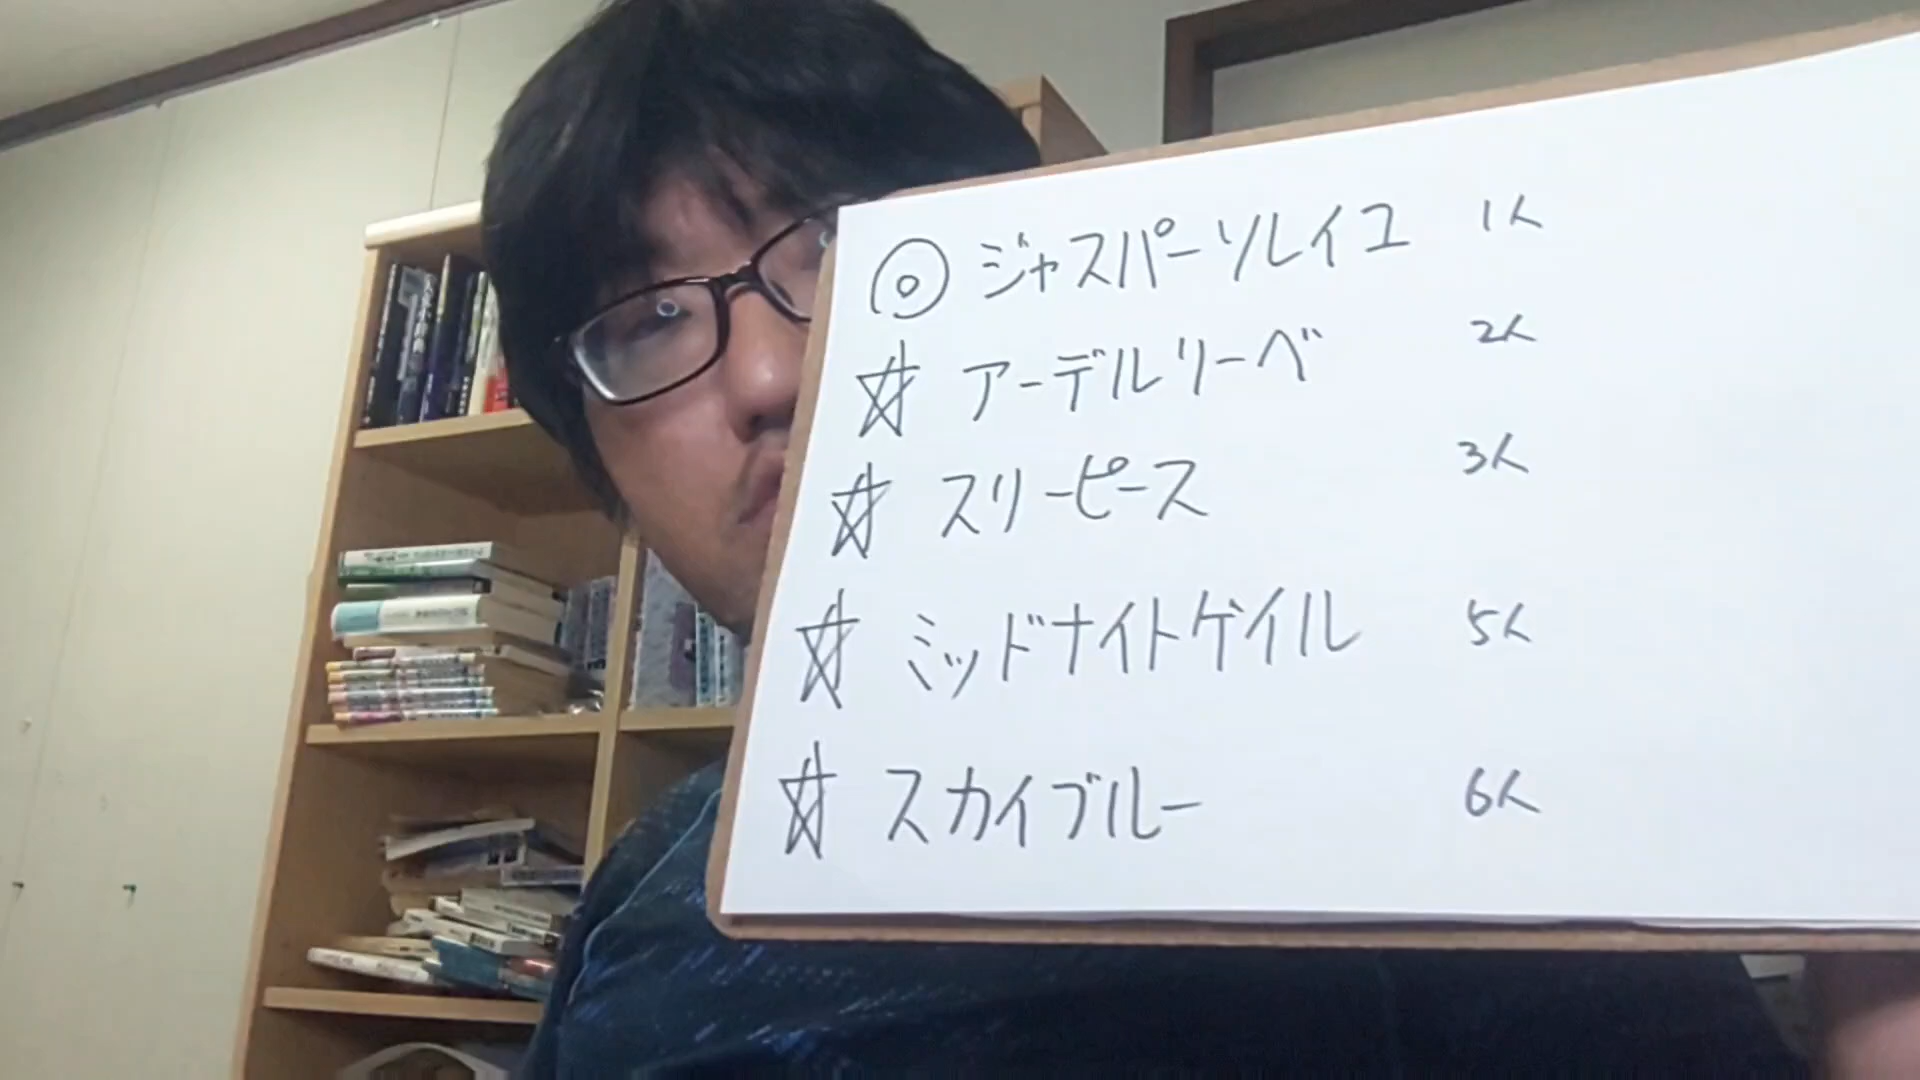 ◎ ジャスパーソレイユ 1人
☆ アーデルリーベ 2人
☆ スリーピース 3人
☆ ミッドナイトゲイル 5人
☆ スカイブルー 6人